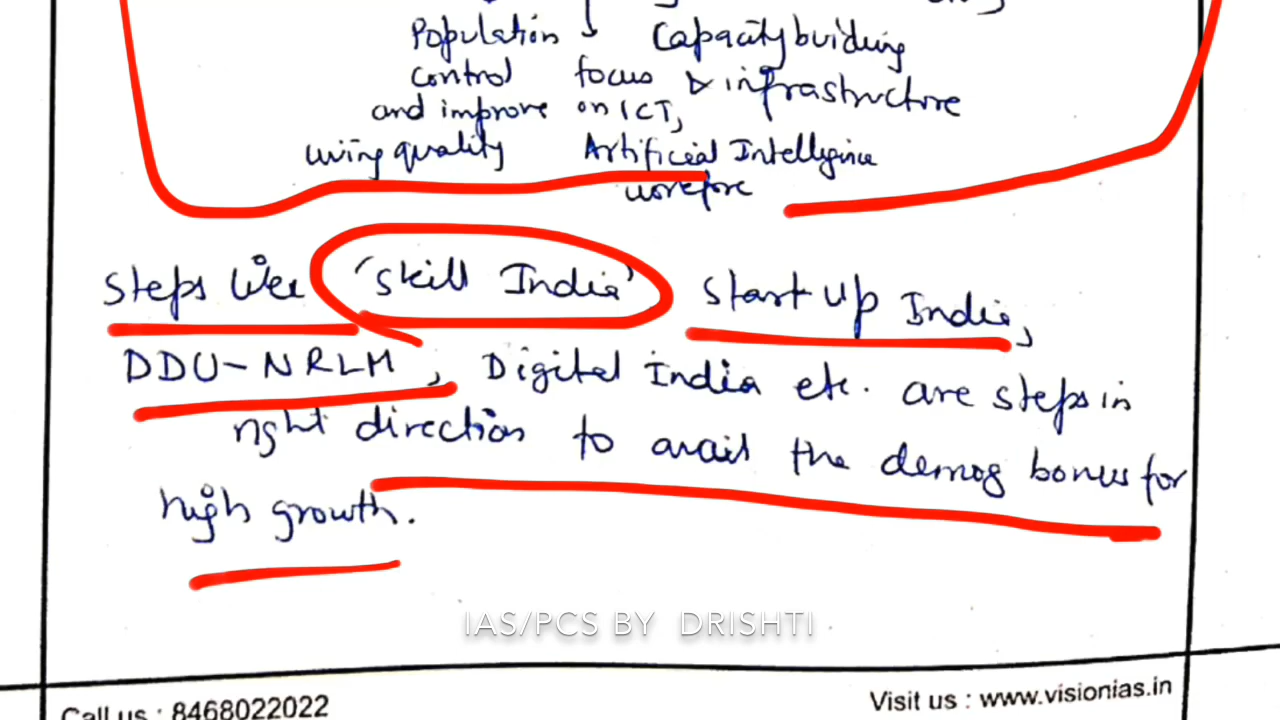 Population ↓ Capacity building
control focus & infrastructure
and improve on ICT,
living quality Artificial Intelligence
workforce
Steps like 'Skill India' Start up India,
DDU-NRLM, Digital India etc. are steps in
right direction to avail the demog bonus for
high growth.
IAS/PCS BY DRISHTI
Call us : 8468022022
Visit us : www.visionias.in